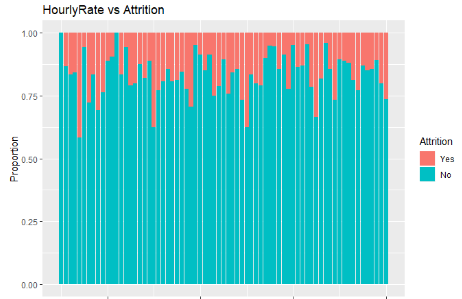 HourlyRate vs Attrition
1.00
0.75
0.50
0.25
0.00
Proportion
Attrition
Yes
No